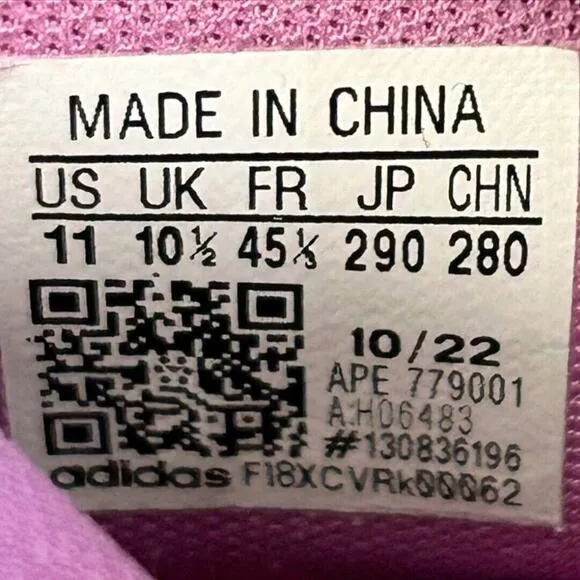 MADE IN CHINA
US UK FR JP CHN
11 10½ 45⅓ 290 280
10/22
APE 779001
A:H06483
#130836196
adidas F18XCVRk00062